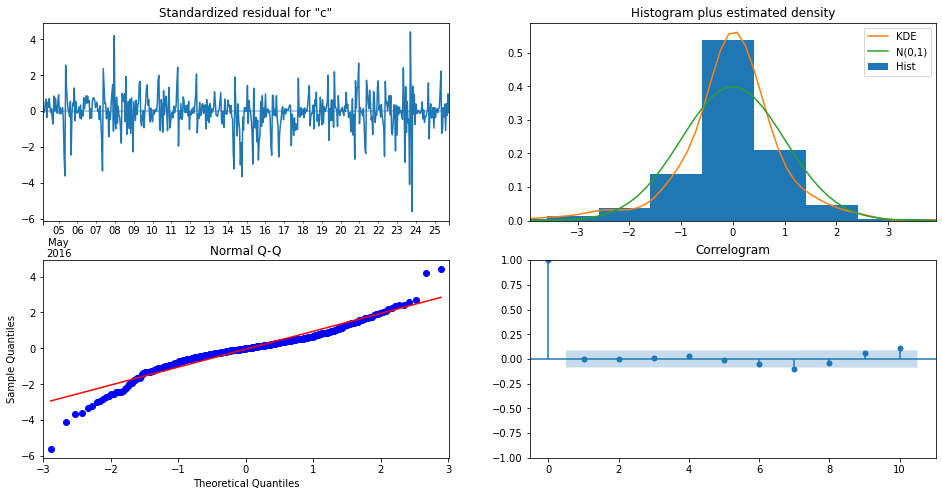 Standardized residual for "c"
4
2
0
−2
−4
−6
05 06 07 08 09 10 11 12 13 14 15 16 17 18 19 20 21 22 23 24 25
May
2016
Histogram plus estimated density
KDE
N(0,1)
Hist
0.5
0.4
0.3
0.2
0.1
0.0
−3 −2 −1 0 1 2 3
Normal Q-Q
Sample Quantiles
4
2
0
−2
−4
−6
−3 −2 −1 0 1 2 3
Theoretical Quantiles
Correlogram
1.00
0.75
0.50
0.25
0.00
−0.25
−0.50
−0.75
−1.00
0 2 4 6 8 10